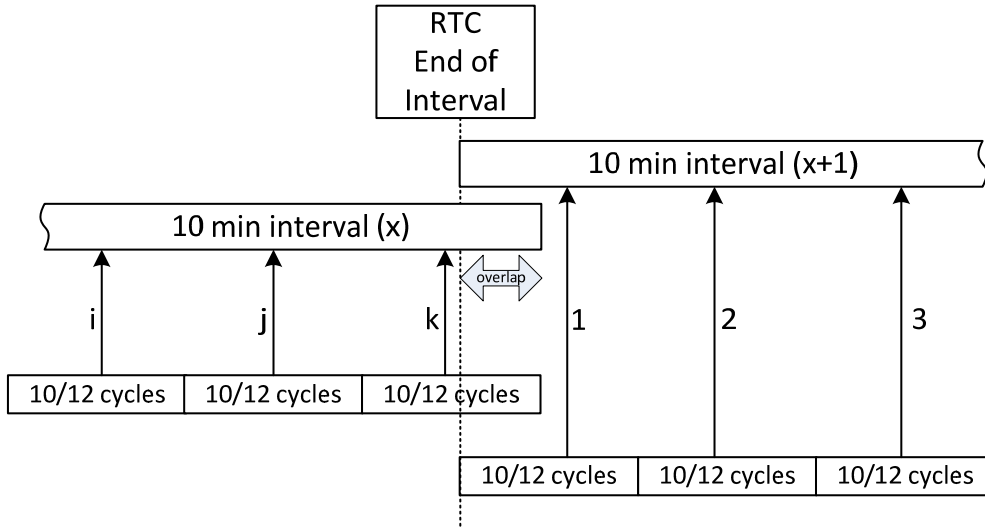 RTC
End of
Interval
10 min interval (x+1)
10 min interval (x)
overlap
i
j
k
1
2
3
10/12 cycles
10/12 cycles
10/12 cycles
10/12 cycles
10/12 cycles
10/12 cycles